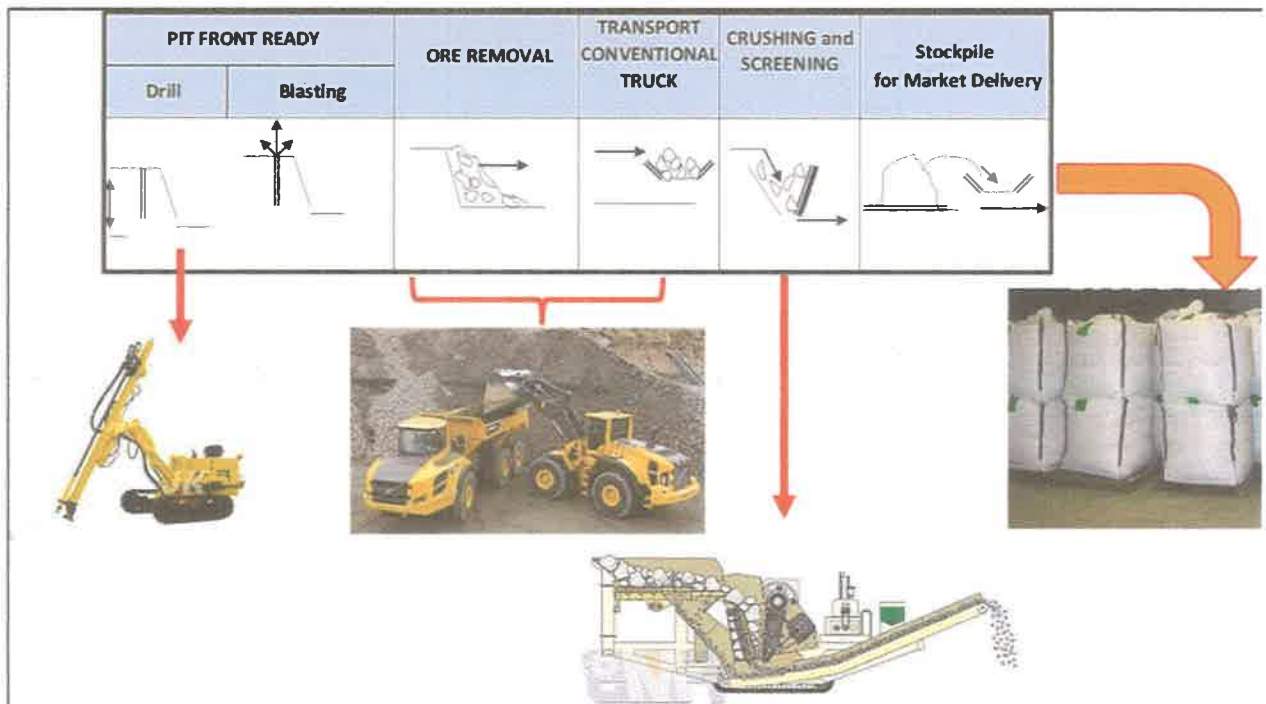 PIT FRONT READY
Drill
Blasting
ORE REMOVAL
TRANSPORT
CONVENTIONAL
TRUCK
CRUSHING and
SCREENING
Stockpile
for Market Delivery